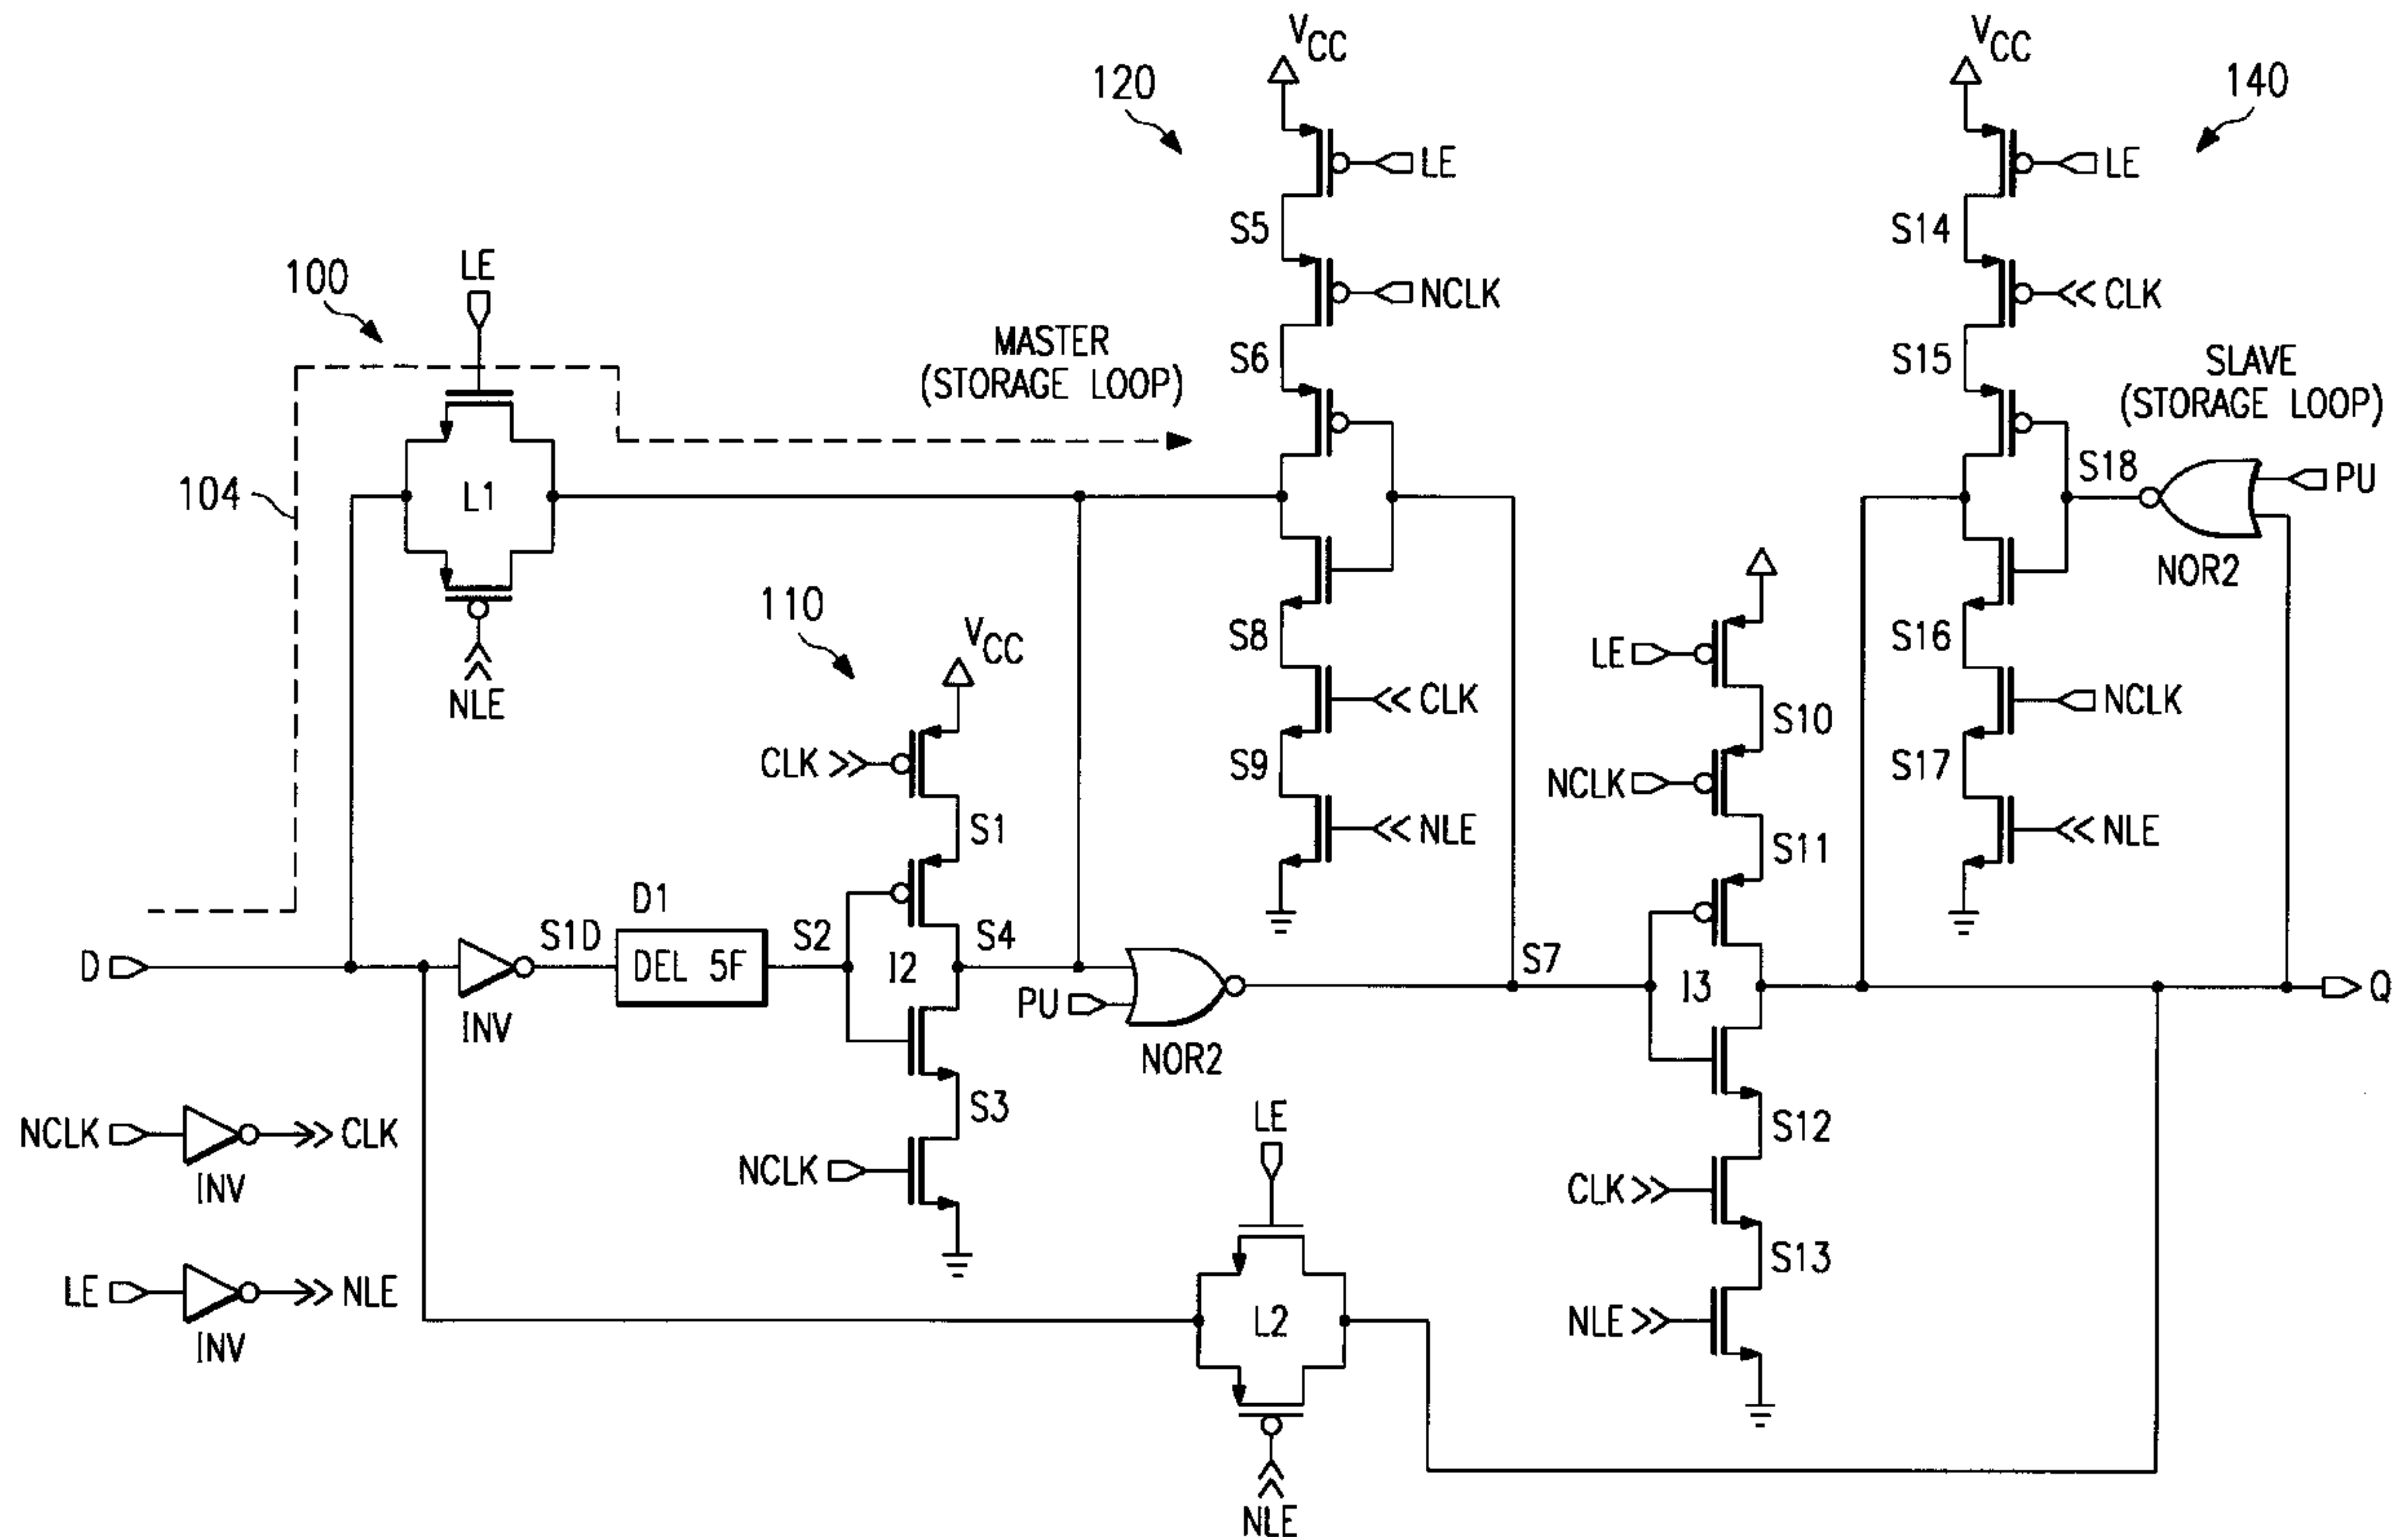 VCC
VCC
120
140
LE
LE
S5
S14
LE
100
NCLK
CLK
MASTER
(STORAGE LOOP)
S6
S15
SLAVE
(STORAGE LOOP)
104
L1
S18
PU
NOR2
110
VCC
S8
S16
LE
NLE
CLK
NCLK
S10
CLK
S9
S17
NCLK
S1
NLE
NLE
S11
D1
S1D
S2
S4
D
DEL 5F
I2
S7
I3
Q
PU
INV
NOR2
S3
NCLK
CLK
LE
S12
INV
NCLK
CLK
S13
LE
NLE
L2
NLE
INV
NLE